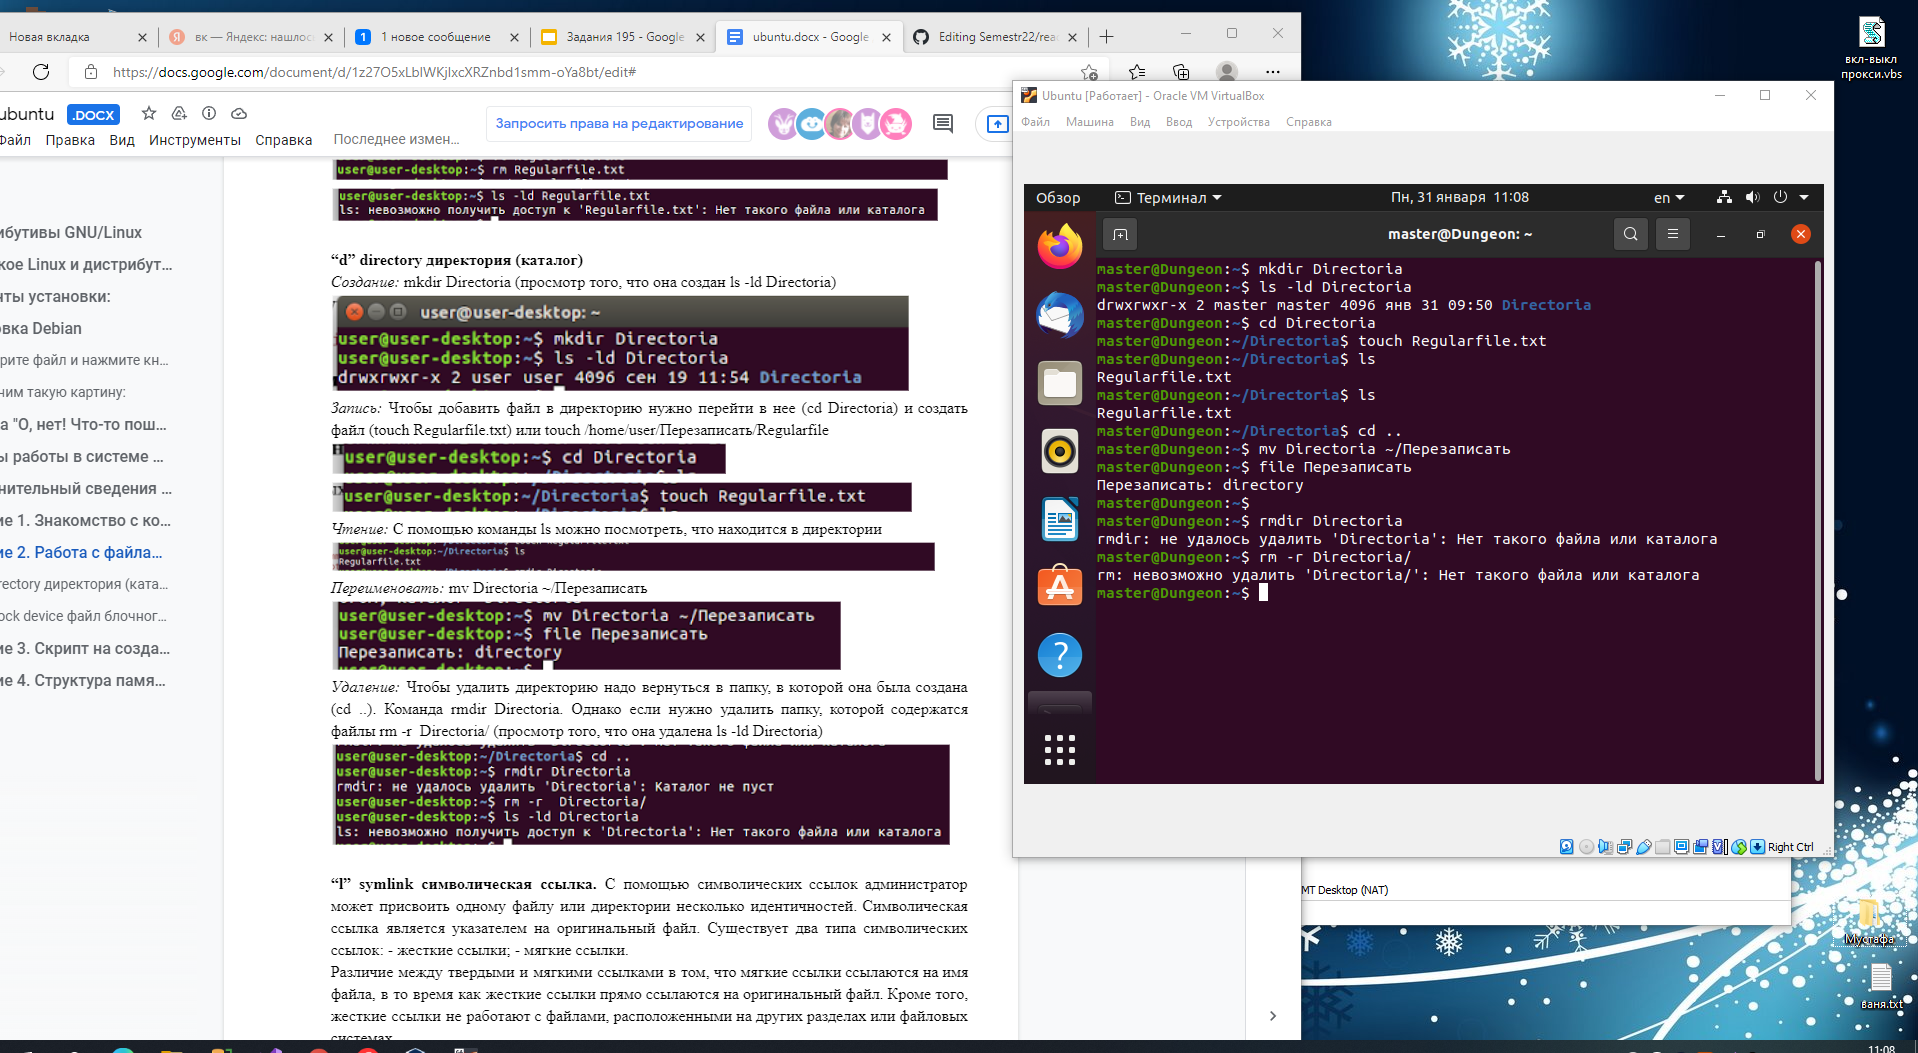 Новая вкладка
вк — Яндекс: нашлос
1 новое сообщение
Задания 195 - Google
ubuntu.docx - Google
Editing Semestr22/rea
https://docs.google.com/document/d/1z27O5xLbIWKjIxcXRZnbd1smm-oYa8bt/edit#
ubuntu .DOCX
Файл Правка Вид Инструменты Справка Последнее измен...
Запросить права на редактирование
ибутивы GNU/Linux
кое Linux и дистрибут...
нты установки:
овка Debian
рите файл и нажмите кн...
ним такую картину:
а "О, нет! Что-то пош...
ы работы в системе ...
нительный сведения ...
ие 1. Знакомство с ко...
ие 2. Работа с файла...
rectory директория (ката...
ock device файл блочног...
ие 3. Скрипт на созда...
ие 4. Структура памя...
user@user-desktop:~$ rm Regularfile.txt
user@user-desktop:~$ ls -ld Regularfile.txt
ls: невозможно получить доступ к 'Regularfile.txt': Нет такого файла или каталога
“d” directory директория (каталог)
Создание: mkdir Directoria (просмотр того, что она создан ls -ld Directoria)
user@user-desktop: ~
user@user-desktop:~$ mkdir Directoria
user@user-desktop:~$ ls -ld Directoria
drwxrwxr-x 2 user user 4096 сен 19 11:54 Directoria
Запись: Чтобы добавить файл в директорию нужно перейти в нее (cd Directoria) и создать
файл (touch Regularfile.txt) или touch /home/user/Перезаписать/Regularfile
user@user-desktop:~$ cd Directoria
user@user-desktop:~/Directoria$ touch Regularfile.txt
Чтение: С помощью команды ls можно посмотреть, что находится в директории
user@user-desktop:~/Directoria$ ls
Regularfile.txt
Переименовать: mv Directoria ~/Перезаписать
user@user-desktop:~$ mv Directoria ~/Перезаписать
user@user-desktop:~$ file Перезаписать
Перезаписать: directory
user@user-desktop:~$
Удаление: Чтобы удалить директорию надо вернуться в папку, в которой она была создана
(cd ..). Команда rmdir Directoria. Однако если нужно удалить папку, которой содержатся
файлы rm -r Directoria/ (просмотр того, что она удалена ls -ld Directoria)
user@user-desktop:~/Directoria$ cd ..
user@user-desktop:~$ rmdir Directoria
rmdir: не удалось удалить 'Directoria': Каталог не пуст
user@user-desktop:~$ rm -r Directoria/
user@user-desktop:~$ ls -ld Directoria
ls: невозможно получить доступ к 'Directoria': Нет такого файла или каталога
“l” symlink символическая ссылка. С помощью символических ссылок администратор
может присвоить одному файлу или директории несколько идентичностей. Символическая
ссылка является указателем на оригинальный файл. Существует два типа символических
ссылок: - жесткие ссылки; - мягкие ссылки.
Различие между твердыми и мягкими ссылками в том, что мягкие ссылки ссылаются на имя
файла, в то время как жесткие ссылки прямо ссылаются на оригинальный файл. Кроме того,
жесткие ссылки не работают с файлами, расположенными на других разделах или файловых
системах.
Ubuntu [Работает] - Oracle VM VirtualBox
Файл Машина Вид Ввод Устройства Справка
Обзор Терминал Пн, 31 января 11:08 en
master@Dungeon: ~
master@Dungeon:~$ mkdir Directoria
master@Dungeon:~$ ls -ld Directoria
drwxrwxr-x 2 master master 4096 янв 31 09:50 Directoria
master@Dungeon:~$ cd Directoria
master@Dungeon:~/Directoria$ touch Regularfile.txt
master@Dungeon:~/Directoria$ ls
Regularfile.txt
master@Dungeon:~/Directoria$ ls
Regularfile.txt
master@Dungeon:~/Directoria$ cd ..
master@Dungeon:~$ mv Directoria ~/Перезаписать
master@Dungeon:~$ file Перезаписать
Перезаписать: directory
master@Dungeon:~$
master@Dungeon:~$ rmdir Directoria
rmdir: не удалось удалить 'Directoria': Нет такого файла или каталога
master@Dungeon:~$ rm -r Directoria/
rm: невозможно удалить 'Directoria/': Нет такого файла или каталога
master@Dungeon:~$
Right Ctrl
MT Desktop (NAT)
вкл-выкл
прокси.vbs
Мустафа
ваня.txt
11:08